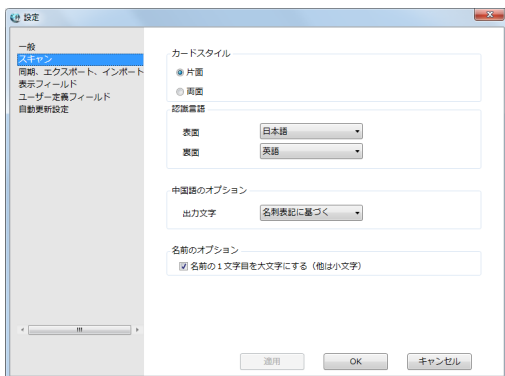 設定
一般
スキャン
同期、エクスポート、インポート
表示フィールド
ユーザー定義フィールド
自動更新設定
カードスタイル
片面
両面
認識言語
表面
日本語
裏面
英語
中国語のオプション
出力文字
名刺表記に基づく
名前のオプション
名前の1文字目を大文字にする（他は小文字）
適用
OK
キャンセル